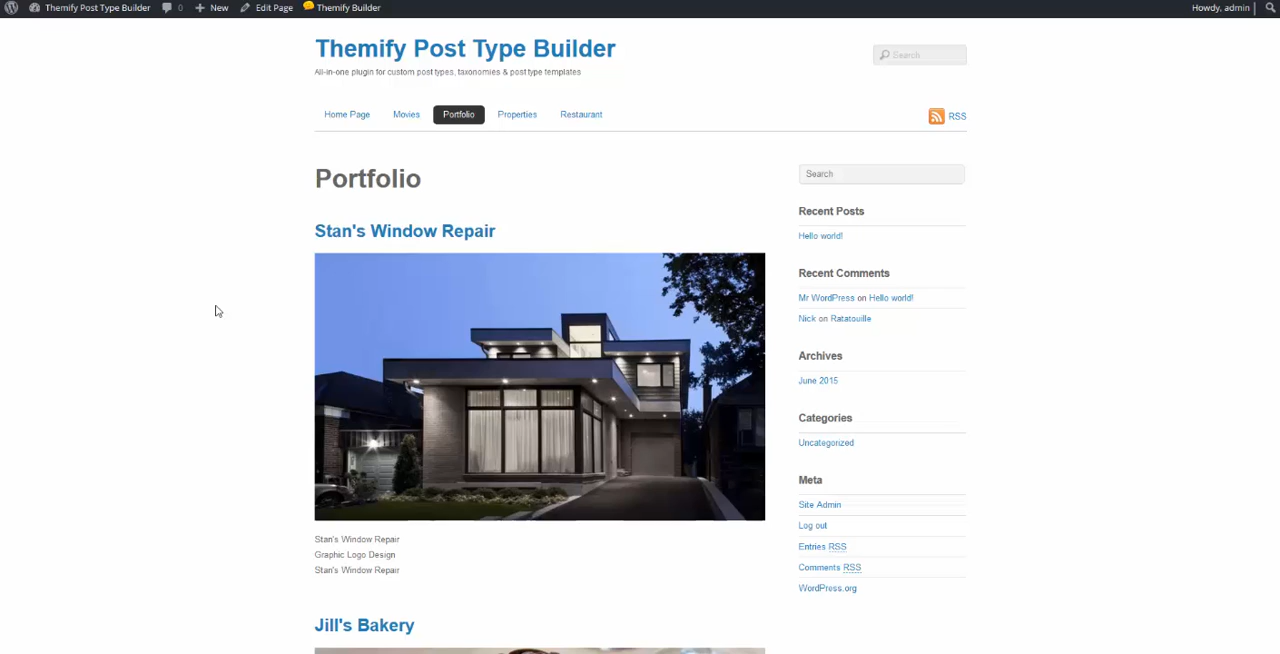 Themify Post Type Builder 0 New Edit Page Themify Builder Howdy, admin
Themify Post Type Builder
All-in-one plugin for custom post types, taxonomies & post type templates
Search
Home Page Movies Portfolio Properties Restaurant
RSS
Portfolio
Stan's Window Repair
Stan's Window Repair
Graphic Logo Design
Stan's Window Repair
Jill's Bakery
Search
Recent Posts
Hello world!
Recent Comments
Mr WordPress on Hello world!
Nick on Ratatouille
Archives
June 2015
Categories
Uncategorized
Meta
Site Admin
Log out
Entries RSS
Comments RSS
WordPress.org